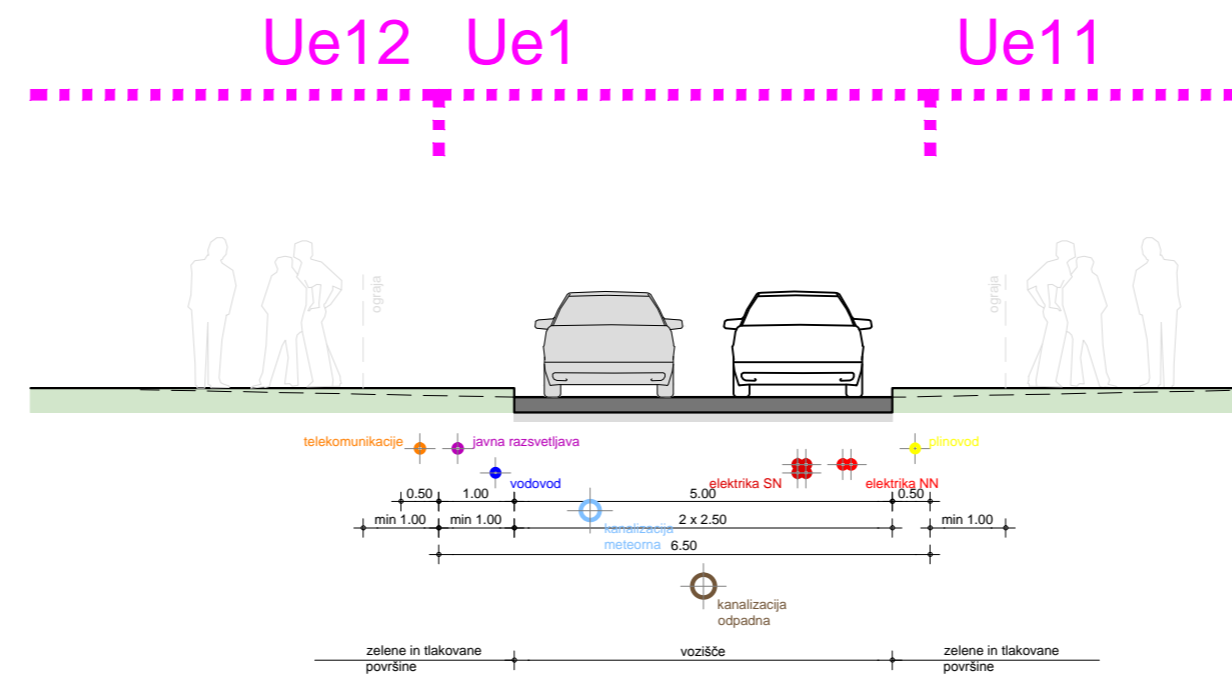 Ue12 Ue1 Ue11
ograja ograja
telekomunikacije javna razsvetljava plinovod
vodovod elektrika SN elektrika NN
0.50 1.00 5.00 0.50
min 1.00 min 1.00 2 x 2.50 min 1.00
kanalizacija
meteorna 6.50
kanalizacija
odpadna
zelene in tlakovane vozišče zelene in tlakovane
površine površine